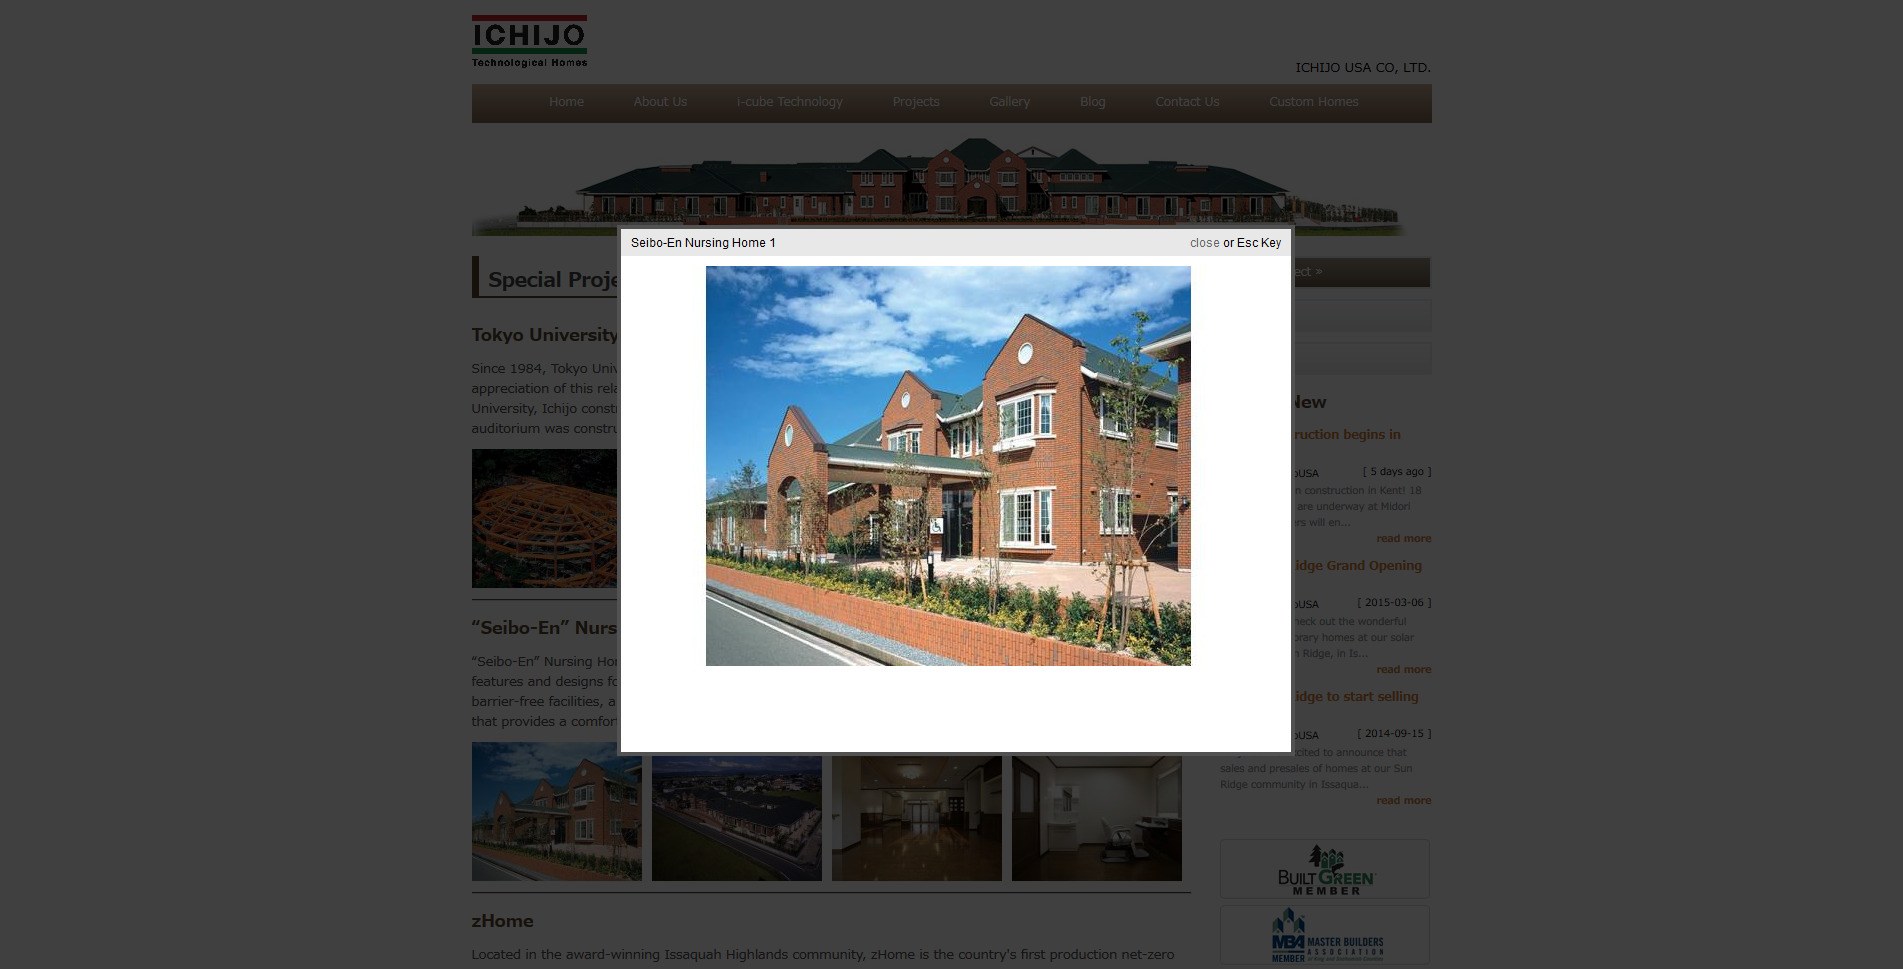 ICHIJO
Technological Homes
ICHIJO USA CO, LTD.
Home About Us i-cube Technology Projects Gallery Blog Contact Us Custom Homes
Seibo-En Nursing Home 1
close or Esc Key
Special Proje
ect »
Tokyo University
Since 1984, Tokyo Univ
appreciation of this rela
University, Ichijo constr
auditorium was constru
“Seibo-En” Nurs
“Seibo-En” Nursing Hor
features and designs fo
barrier-free facilities, a
that provides a comfor
zHome
Located in the award-winning Issaquah Highlands community, zHome is the country's first production net-zero
New
ruction begins in
oUSA [ 5 days ago ]
n construction in Kent! 18
are underway at Midori
ers will en...
read more
idge Grand Opening
oUSA [ 2015-03-06 ]
heck out the wonderful
orary homes at our solar
n Ridge, in Is...
read more
idge to start selling
oUSA [ 2014-09-15 ]
cited to announce that
sales and presales of homes at our Sun
Ridge community in Issaqua...
read more
BUILT GREEN™
MEMBER
MBA MASTER BUILDERS
ASSOCIATION
MEMBER